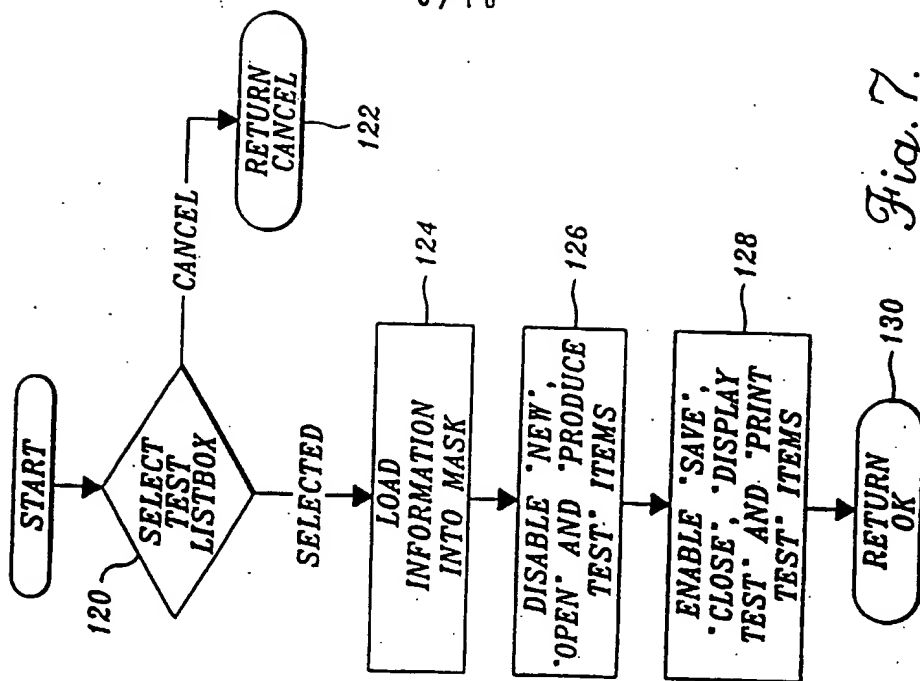 START
120
SELECT
TEST
LISTBOX
CANCEL
RETURN
CANCEL
122
SELECTED
LOAD
INFORMATION
INTO MASK
124
DISABLE "NEW",
"OPEN" AND "PRODUCE
TEST" ITEMS
126
ENABLE "SAVE",
"CLOSE", "DISPLAY
TEST" AND "PRINT
TEST" ITEMS
128
RETURN
OK
130
Fig. 7.